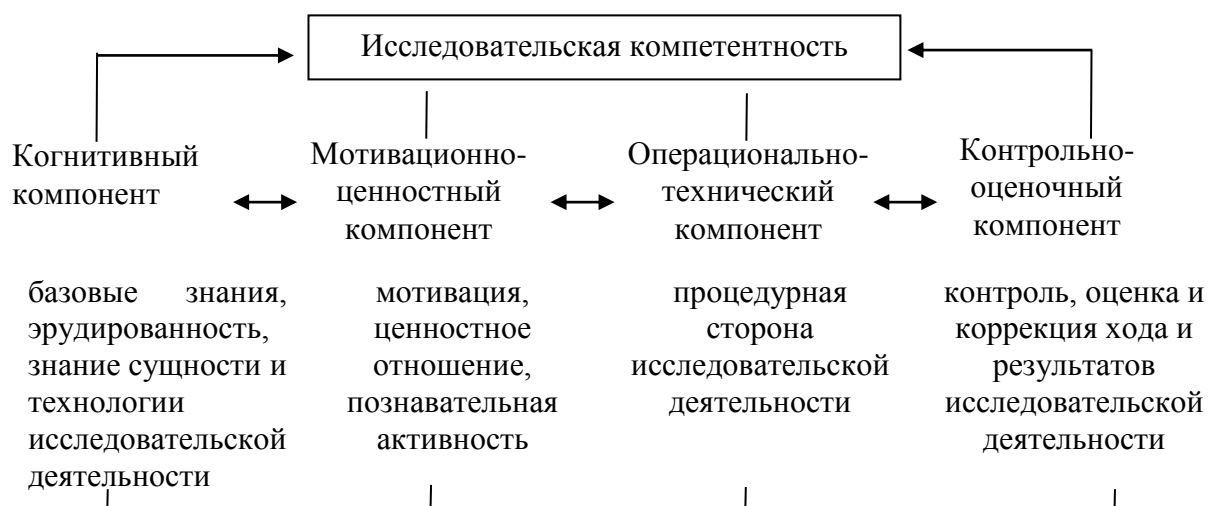 Исследовательская компетентность
Когнитивный
компонент
Мотивационно-
ценностный
компонент
Операционально-
технический
компонент
Контрольно-
оценочный
компонент
базовые знания,
эрудированность,
знание сущности и
технологии
исследовательской
деятельности
мотивация,
ценностное
отношение,
познавательная
активность
процедурная
сторона
исследовательской
деятельности
контроль, оценка и
коррекция хода и
результатов
исследовательской
деятельности